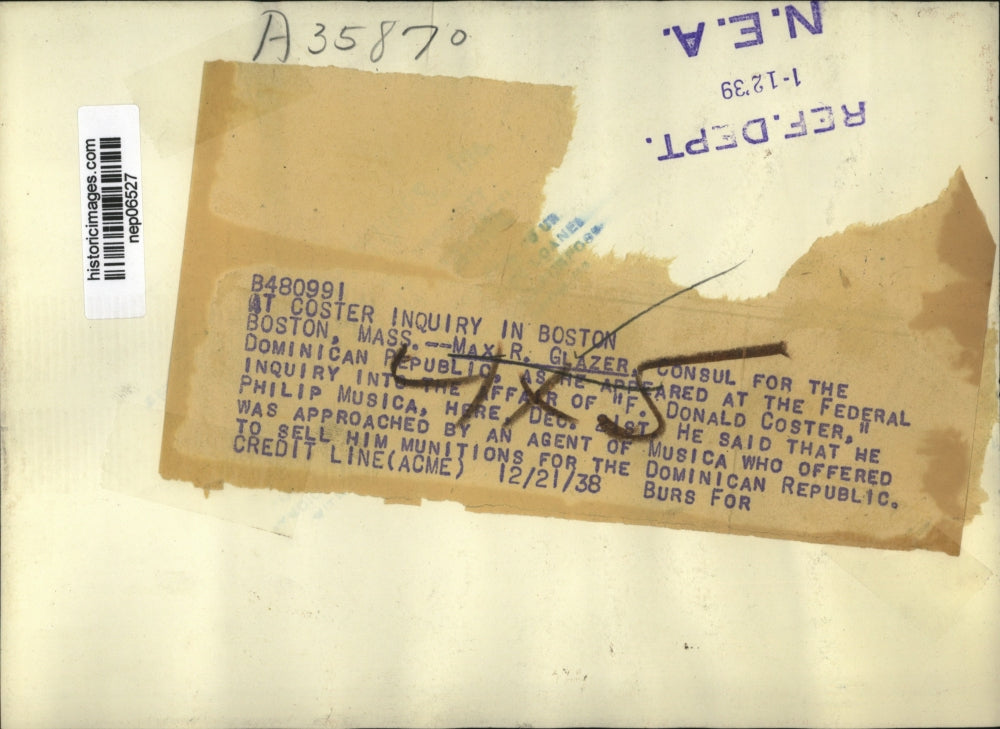 A35870
N.E.A.
1-12'39
REF.DEPT.
historicimages.com
nep06527
B480991
AT COSTER INQUIRY IN BOSTON
BOSTON, MASS.--MAX R. GLAZER, CONSUL FOR THE
DOMINICAN REPUBLIC, AS HE APPEARED AT THE FEDERAL
INQUIRY INTO THE AFFAIR OF "F. DONALD COSTER,"
PHILIP MUSICA, HERE, DEC. 21ST. HE SAID THAT HE
WAS APPROACHED BY AN AGENT OF MUSICA WHO OFFERED
TO SELL HIM MUNITIONS FOR THE DOMINICAN REPUBLIC.
CREDIT LINE(ACME) 12/21/38 BURS FOR
4x5